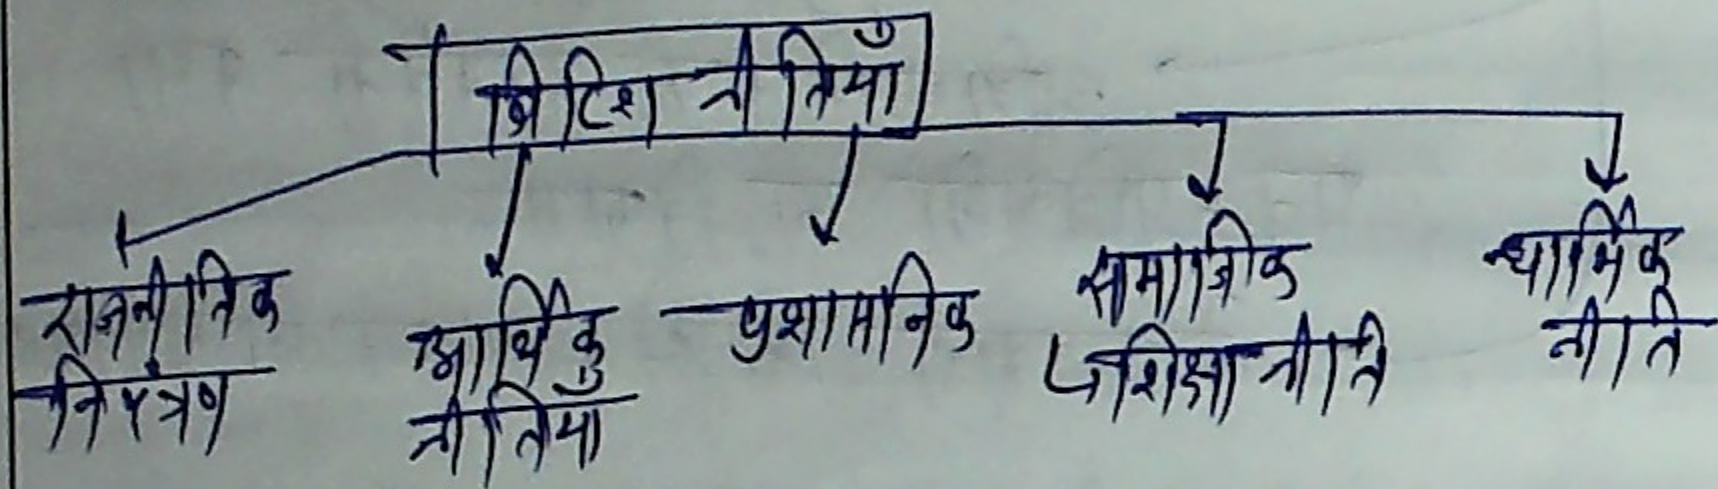 ब्रिटिश नीतियाँ
राजनीतिक
नियंत्रण
आर्थिक
नीतियाँ
प्रशासनिक
सामाजिक
शिक्षा नीति
धार्मिक
नीति